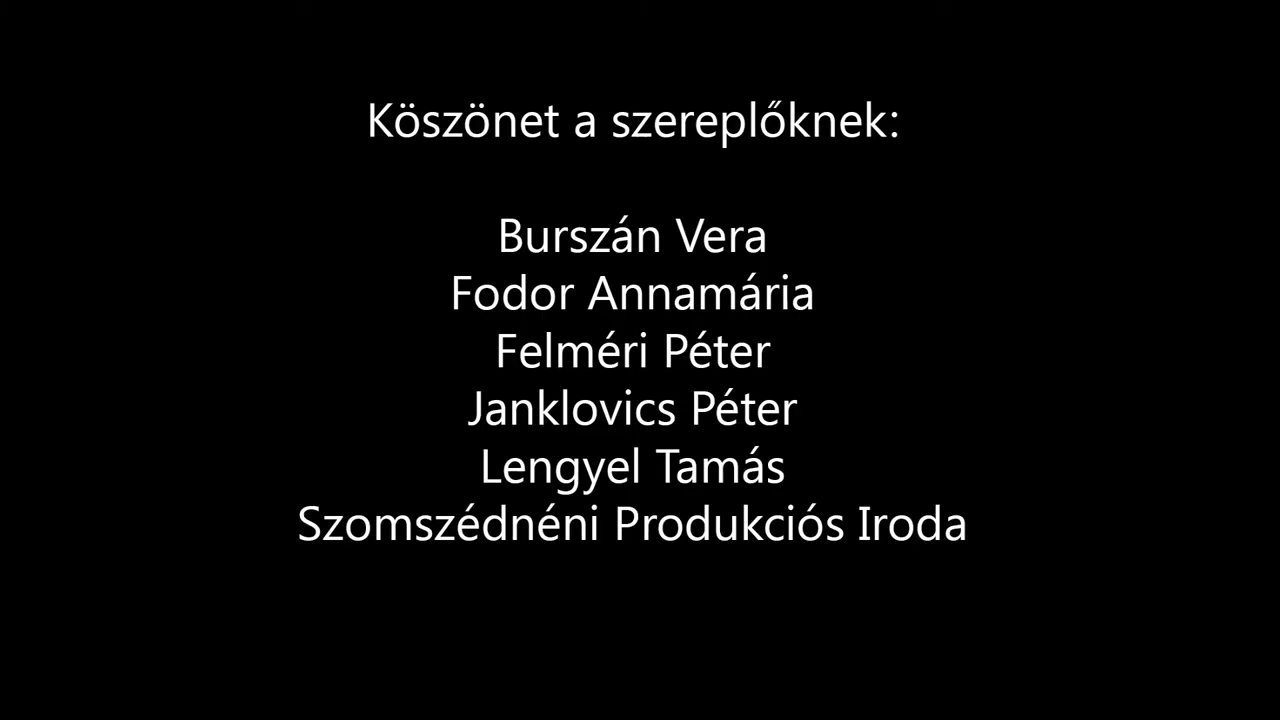 Köszönet a szereplőknek:
Burszán Vera
Fodor Annamária
Felméri Péter
Janklovics Péter
Lengyel Tamás
Szomszédnéni Produkciós Iroda